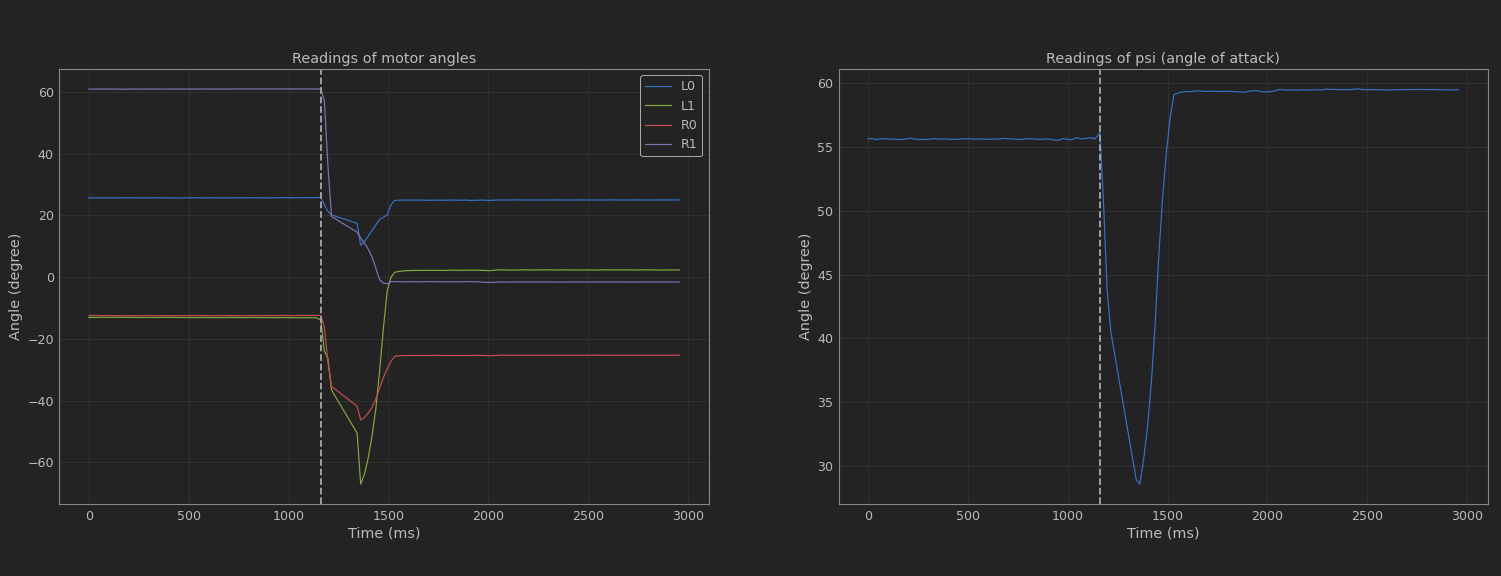 Readings of motor angles
L0
L1
R0
R1
60
40
20
0
−20
−40
−60
Angle (degree)
0 500 1000 1500 2000 2500 3000
Time (ms)
Readings of psi (angle of attack)
60
55
50
45
40
35
30
Angle (degree)
0 500 1000 1500 2000 2500 3000
Time (ms)